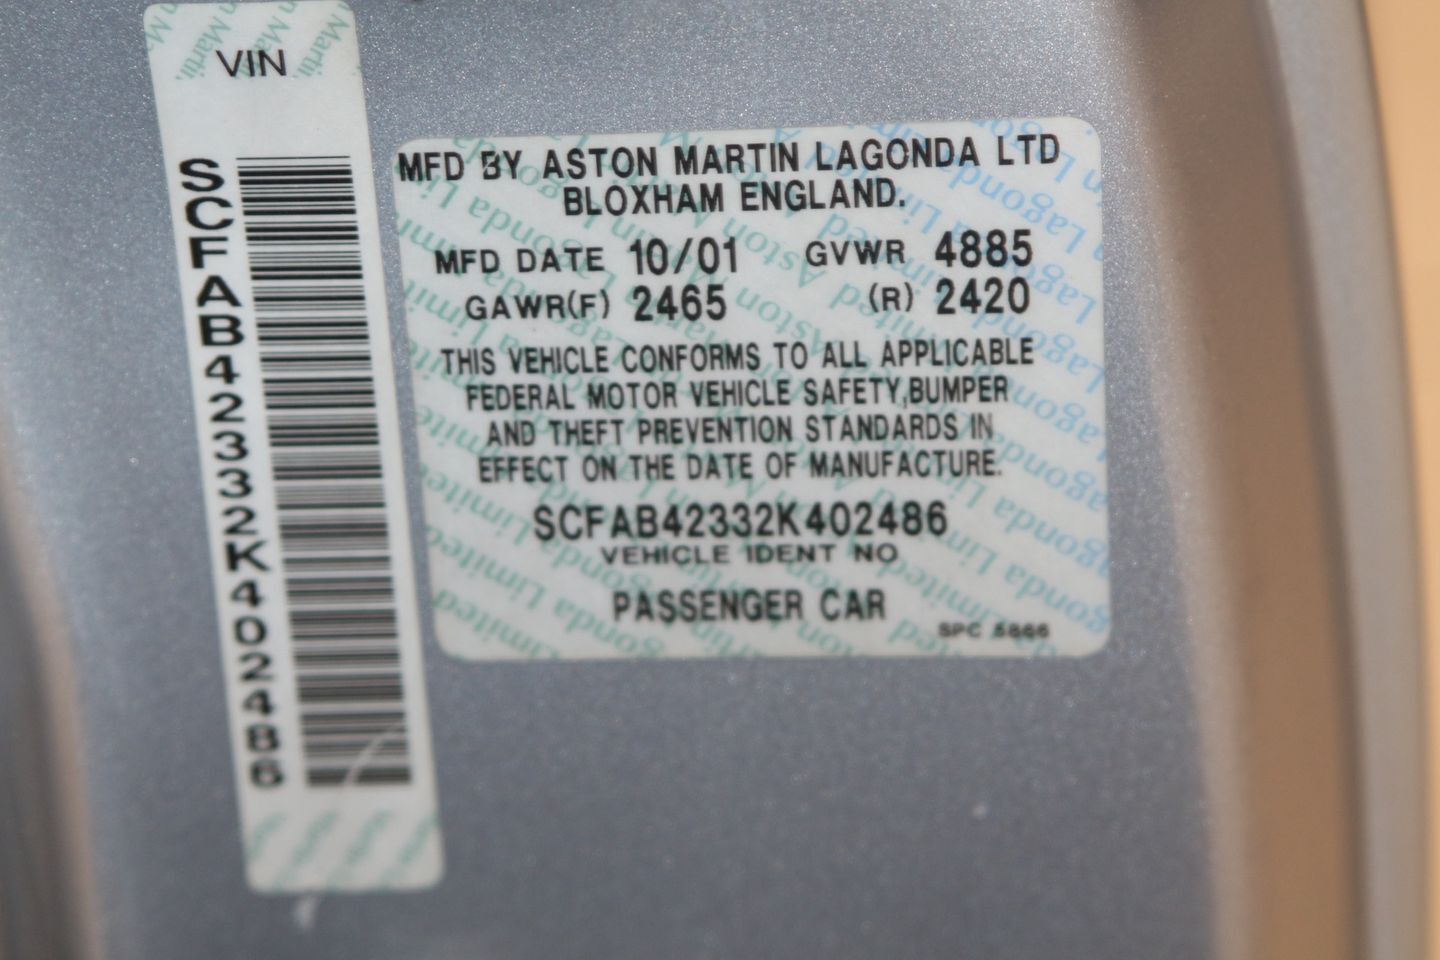 VIN
SCFAB42332K402486
MFD BY ASTON MARTIN LAGONDA LTD
BLOXHAM ENGLAND.
MFD DATE 10/01 GVWR 4885
GAWR(F) 2465 (R) 2420
THIS VEHICLE CONFORMS TO ALL APPLICABLE
FEDERAL MOTOR VEHICLE SAFETY,BUMPER
AND THEFT PREVENTION STANDARDS IN
EFFECT ON THE DATE OF MANUFACTURE.
SCFAB42332K402486
VEHICLE IDENT NO
PASSENGER CAR
SPC